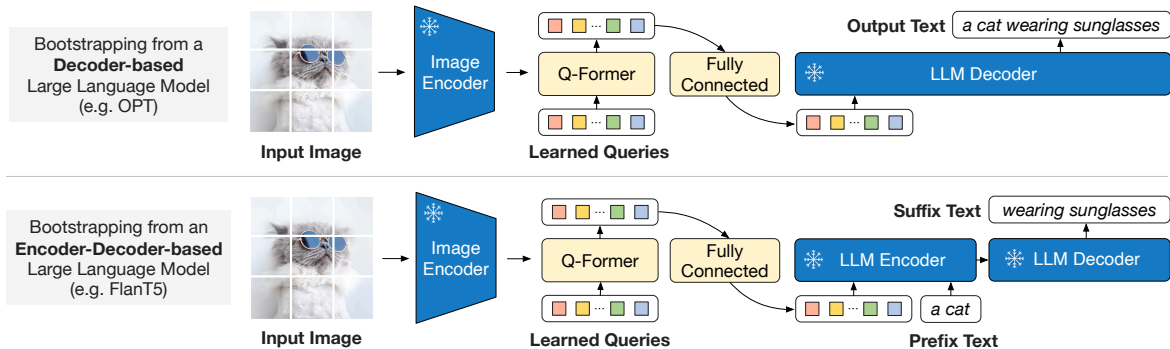 Bootstrapping from a
Decoder-based
Large Language Model
(e.g. OPT)
Input Image
Image
Encoder
Q-Former
Learned Queries
Fully
Connected
Output Text
a cat wearing sunglasses
LLM Decoder
Bootstrapping from an
Encoder-Decoder-based
Large Language Model
(e.g. FlanT5)
Input Image
Image
Encoder
Q-Former
Learned Queries
Fully
Connected
Suffix Text
wearing sunglasses
LLM Encoder
LLM Decoder
a cat
Prefix Text